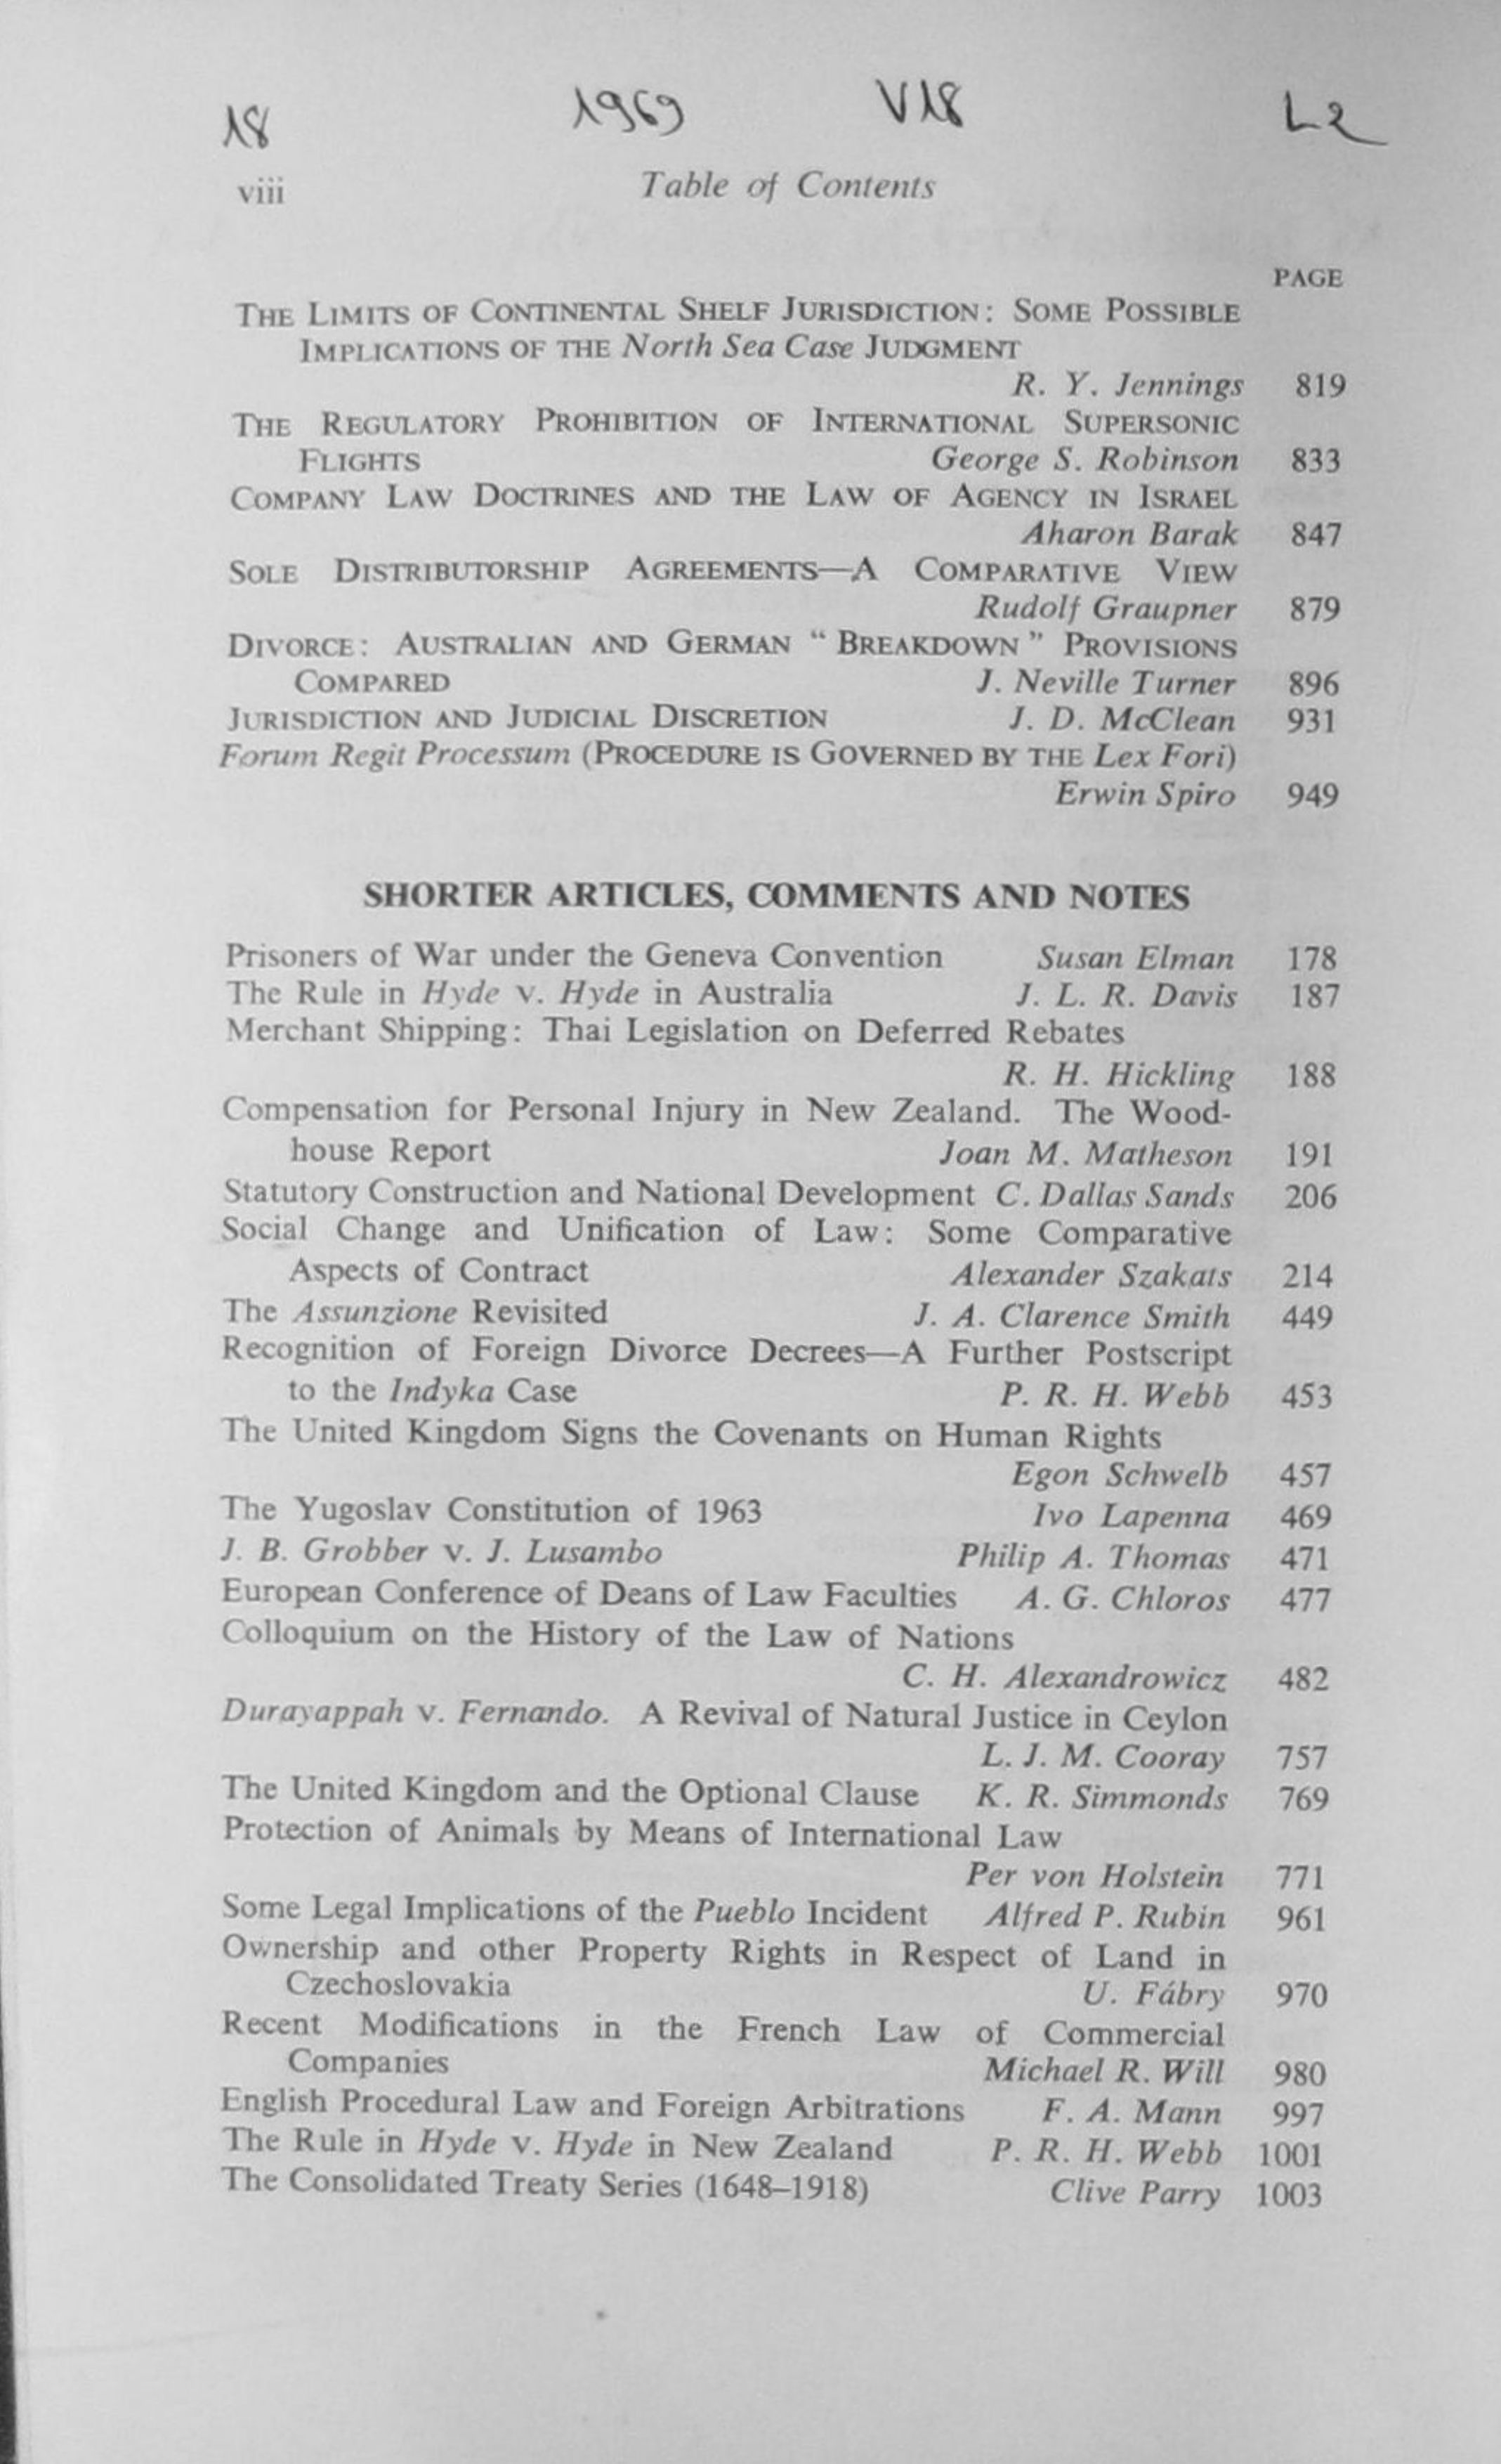 18 1969 V18 L2
viii Table of Contents
PAGE
THE LIMITS OF CONTINENTAL SHELF JURISDICTION: SOME POSSIBLE
IMPLICATIONS OF THE North Sea Case JUDGMENT
R. Y. Jennings 819
THE REGULATORY PROHIBITION OF INTERNATIONAL SUPERSONIC
FLIGHTS George S. Robinson 833
COMPANY LAW DOCTRINES AND THE LAW OF AGENCY IN ISRAEL
Aharon Barak 847
SOLE DISTRIBUTORSHIP AGREEMENTS—A COMPARATIVE VIEW
Rudolf Graupner 879
DIVORCE: AUSTRALIAN AND GERMAN "BREAKDOWN" PROVISIONS
COMPARED J. Neville Turner 896
JURISDICTION AND JUDICIAL DISCRETION J. D. McClean 931
Forum Regit Processum (PROCEDURE IS GOVERNED BY THE Lex Fori)
Erwin Spiro 949
SHORTER ARTICLES, COMMENTS AND NOTES
Prisoners of War under the Geneva Convention Susan Elman 178
The Rule in Hyde v. Hyde in Australia J. L. R. Davis 187
Merchant Shipping: Thai Legislation on Deferred Rebates
R. H. Hickling 188
Compensation for Personal Injury in New Zealand. The Wood-
house Report Joan M. Matheson 191
Statutory Construction and National Development C. Dallas Sands 206
Social Change and Unification of Law: Some Comparative
Aspects of Contract Alexander Szakats 214
The Assunzione Revisited J. A. Clarence Smith 449
Recognition of Foreign Divorce Decrees—A Further Postscript
to the Indyka Case P. R. H. Webb 453
The United Kingdom Signs the Covenants on Human Rights
Egon Schwelb 457
The Yugoslav Constitution of 1963 Ivo Lapenna 469
J. B. Grobber v. J. Lusambo Philip A. Thomas 471
European Conference of Deans of Law Faculties A. G. Chloros 477
Colloquium on the History of the Law of Nations
C. H. Alexandrowicz 482
Durayappah v. Fernando. A Revival of Natural Justice in Ceylon
L. J. M. Cooray 757
The United Kingdom and the Optional Clause K. R. Simmonds 769
Protection of Animals by Means of International Law
Per von Holstein 771
Some Legal Implications of the Pueblo Incident Alfred P. Rubin 961
Ownership and other Property Rights in Respect of Land in
Czechoslovakia U. Fábry 970
Recent Modifications in the French Law of Commercial
Companies Michael R. Will 980
English Procedural Law and Foreign Arbitrations F. A. Mann 997
The Rule in Hyde v. Hyde in New Zealand P. R. H. Webb 1001
The Consolidated Treaty Series (1648–1918) Clive Parry 1003